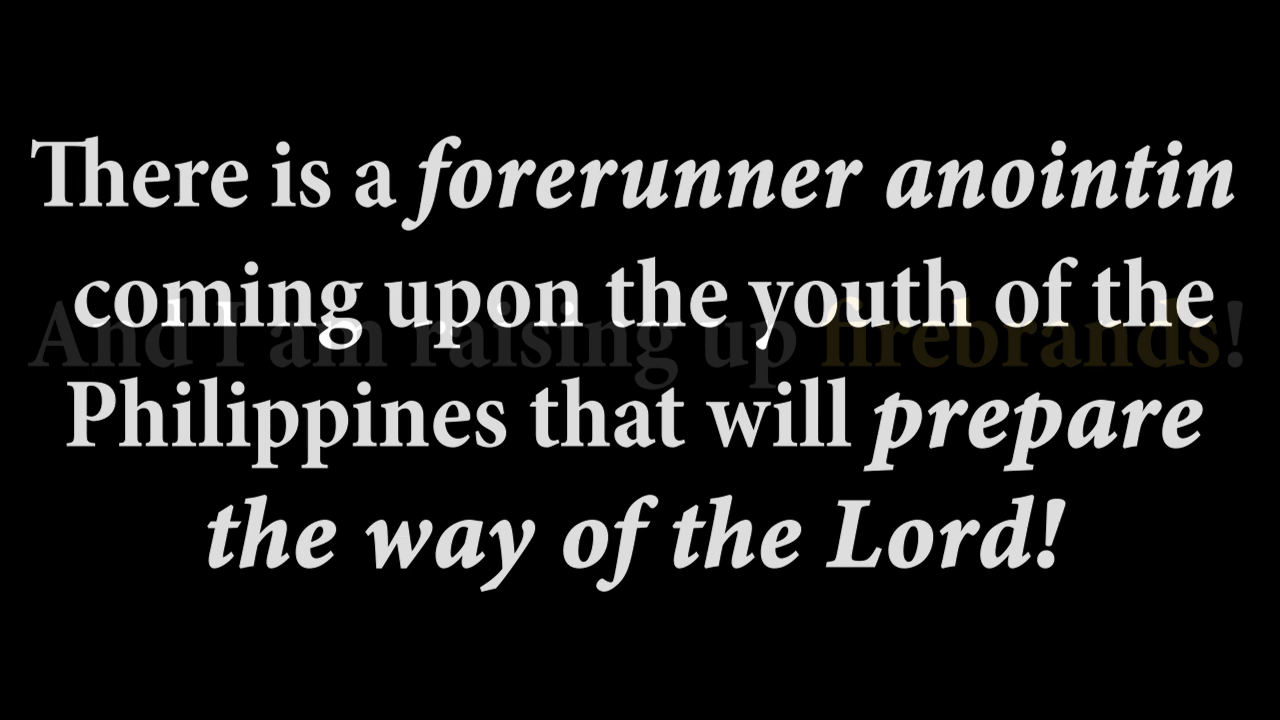 There is a forerunner anointin
coming upon the youth of the
And I am raising up firebrands!
Philippines that will prepare
the way of the Lord!